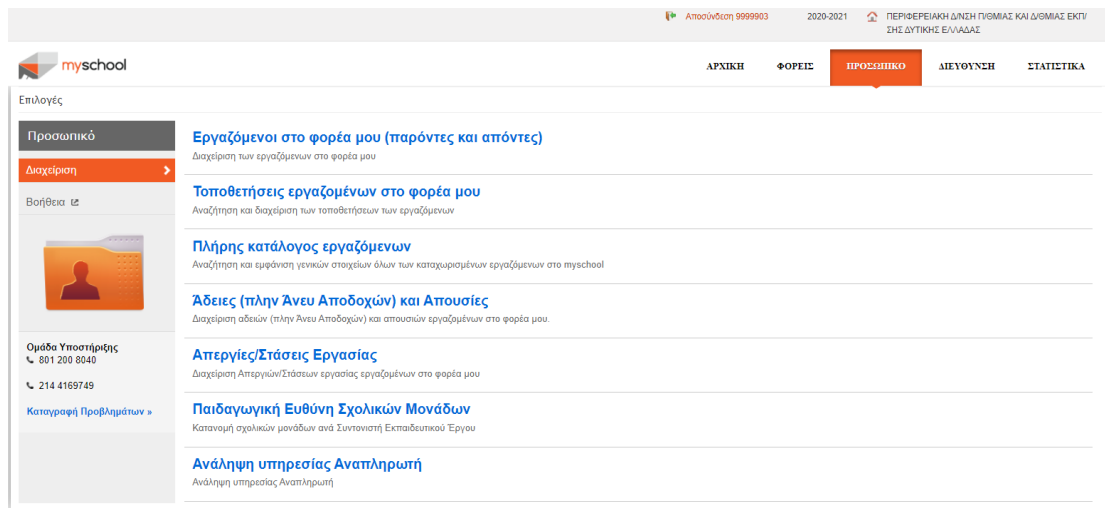 Αποσύνδεση 9999903 2020-2021 ΠΕΡΙΦΕΡΕΙΑΚΗ Δ/ΝΣΗ Π/ΘΜΙΑΣ ΚΑΙ Δ/ΘΜΙΑΣ ΕΚΠ/
ΣΗΣ ΔΥΤΙΚΗΣ ΕΛΛΑΔΑΣ
myschool ΑΡΧΙΚΗ ΦΟΡΕΙΣ ΠΡΟΣΩΠΙΚΟ ΔΙΕΥΘΥΝΣΗ ΣΤΑΤΙΣΤΙΚΑ
Επιλογές
Προσωπικό
Διαχείριση
Βοήθεια
Ομάδα Υποστήριξης
801 200 8040
214 4169749
Καταγραφή Προβλημάτων »
Εργαζόμενοι στο φορέα μου (παρόντες και απόντες)
Διαχείριση των εργαζόμενων στο φορέα μου
Τοποθετήσεις εργαζομένων στο φορέα μου
Αναζήτηση και διαχείριση των τοποθετήσεων των εργαζόμενων
Πλήρης κατάλογος εργαζόμενων
Αναζήτηση και εμφάνιση γενικών στοιχείων όλων των καταχωρισμένων εργαζόμενων στο myschool
Άδειες (πλην Άνευ Αποδοχών) και Απουσίες
Διαχείριση αδειών (πλην Άνευ Αποδοχών) και απουσιών εργαζομένων στο φορέα μου.
Απεργίες/Στάσεις Εργασίας
Διαχείριση Απεργιών/Στάσεων εργασίας εργαζομένων στο φορέα μου
Παιδαγωγική Ευθύνη Σχολικών Μονάδων
Κατανομή σχολικών μονάδων ανά Συντονιστή Εκπαιδευτικού Έργου
Ανάληψη υπηρεσίας Αναπληρωτή
Ανάληψη υπηρεσίας Αναπληρωτή